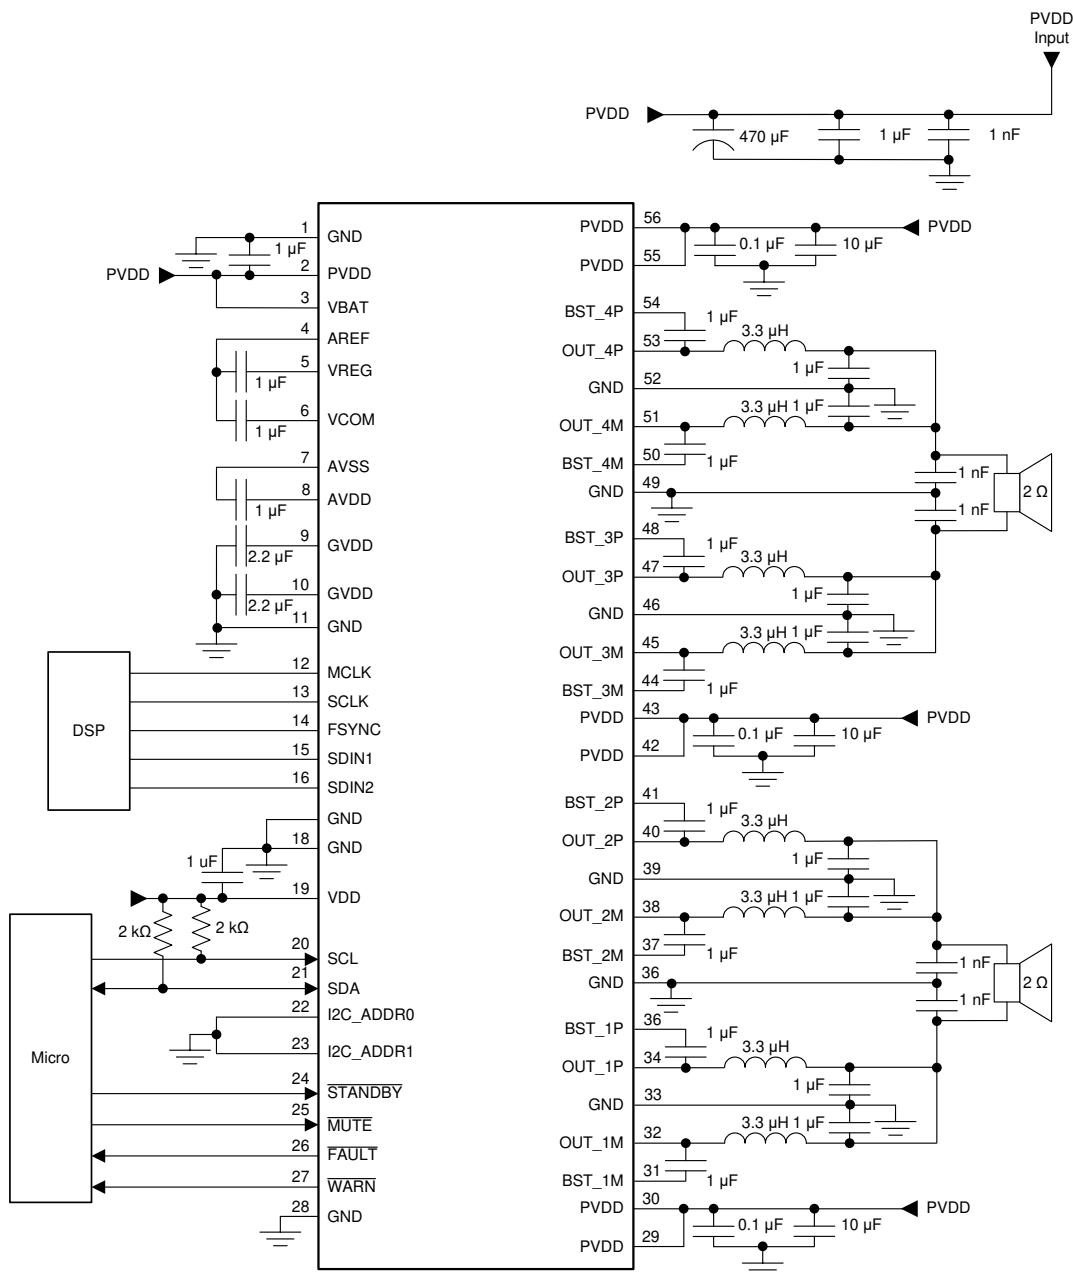 PVDD
Input
PVDD
470 µF
1 µF
1 nF
1
GND
1 µF
PVDD
2
PVDD
3
VBAT
4
AREF
5
VREG
1 µF
6
VCOM
1 µF
7
AVSS
8
AVDD
1 µF
9
GVDD
2.2 µF
10
GVDD
2.2 µF
11
GND
DSP
12
MCLK
13
SCLK
14
FSYNC
15
SDIN1
16
SDIN2
GND
18
GND
1 uF
19
VDD
2 kΩ
2 kΩ
Micro
20
SCL
21
SDA
22
I2C_ADDR0
23
I2C_ADDR1
24
STANDBY
25
MUTE
26
FAULT
27
WARN
28
GND
PVDD
56
PVDD
0.1 µF
10 µF
PVDD
55
BST_4P
54
1 µF
OUT_4P
53
3.3 µH
1 µF
GND
52
OUT_4M
51
3.3 µH
1 µF
BST_4M
50
1 µF
GND
49
1 nF
1 nF
2 Ω
BST_3P
48
1 µF
OUT_3P
47
3.3 µH
1 µF
GND
46
OUT_3M
45
3.3 µH
1 µF
BST_3M
44
1 µF
PVDD
43
PVDD
0.1 µF
10 µF
PVDD
42
BST_2P
41
1 µF
OUT_2P
40
3.3 µH
1 µF
GND
39
OUT_2M
38
3.3 µH
1 µF
BST_2M
37
1 µF
GND
36
1 nF
1 nF
2 Ω
BST_1P
36
1 µF
OUT_1P
34
3.3 µH
1 µF
GND
33
OUT_1M
32
3.3 µH
1 µF
BST_1M
31
1 µF
PVDD
30
PVDD
0.1 µF
10 µF
PVDD
29